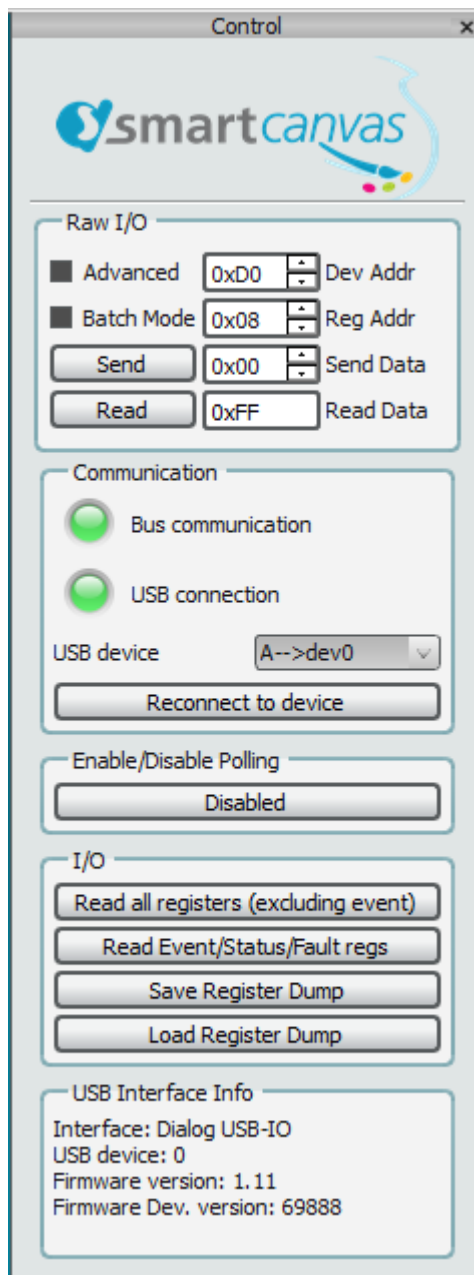 Control x
smartcanvas
Raw I/O
Advanced 0xD0 Dev Addr
Batch Mode 0x08 Reg Addr
Send 0x00 Send Data
Read 0xFF Read Data
Communication
Bus communication
USB connection
USB device A-->dev0
Reconnect to device
Enable/Disable Polling
Disabled
I/O
Read all registers (excluding event)
Read Event/Status/Fault regs
Save Register Dump
Load Register Dump
USB Interface Info
Interface: Dialog USB-IO
USB device: 0
Firmware version: 1.11
Firmware Dev. version: 69888